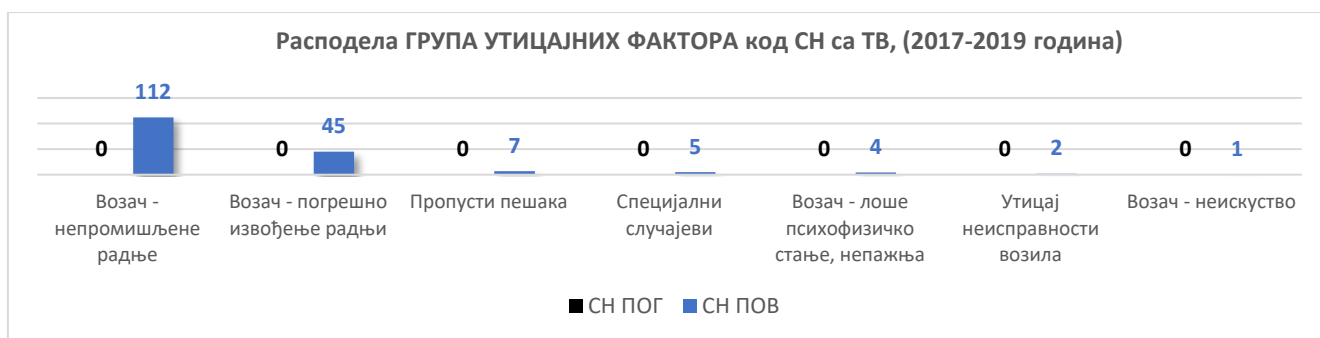 Расподела ГРУПА УТИЦАЈНИХ ФАКТОРА код СН са ТВ, (2017-2019 година)
0 112
0 45
0 7
0 5
0 4
0 2
0 1
Возач -
непромишљене
радње
Возач - погрешно
извођење радњи
Пропусти пешака
Специјални
случајеви
Возач - лоше
психофизичко
стање, непажња
Утицај
неисправности
возила
Возач - неискуство
СН ПОГ СН ПОВ